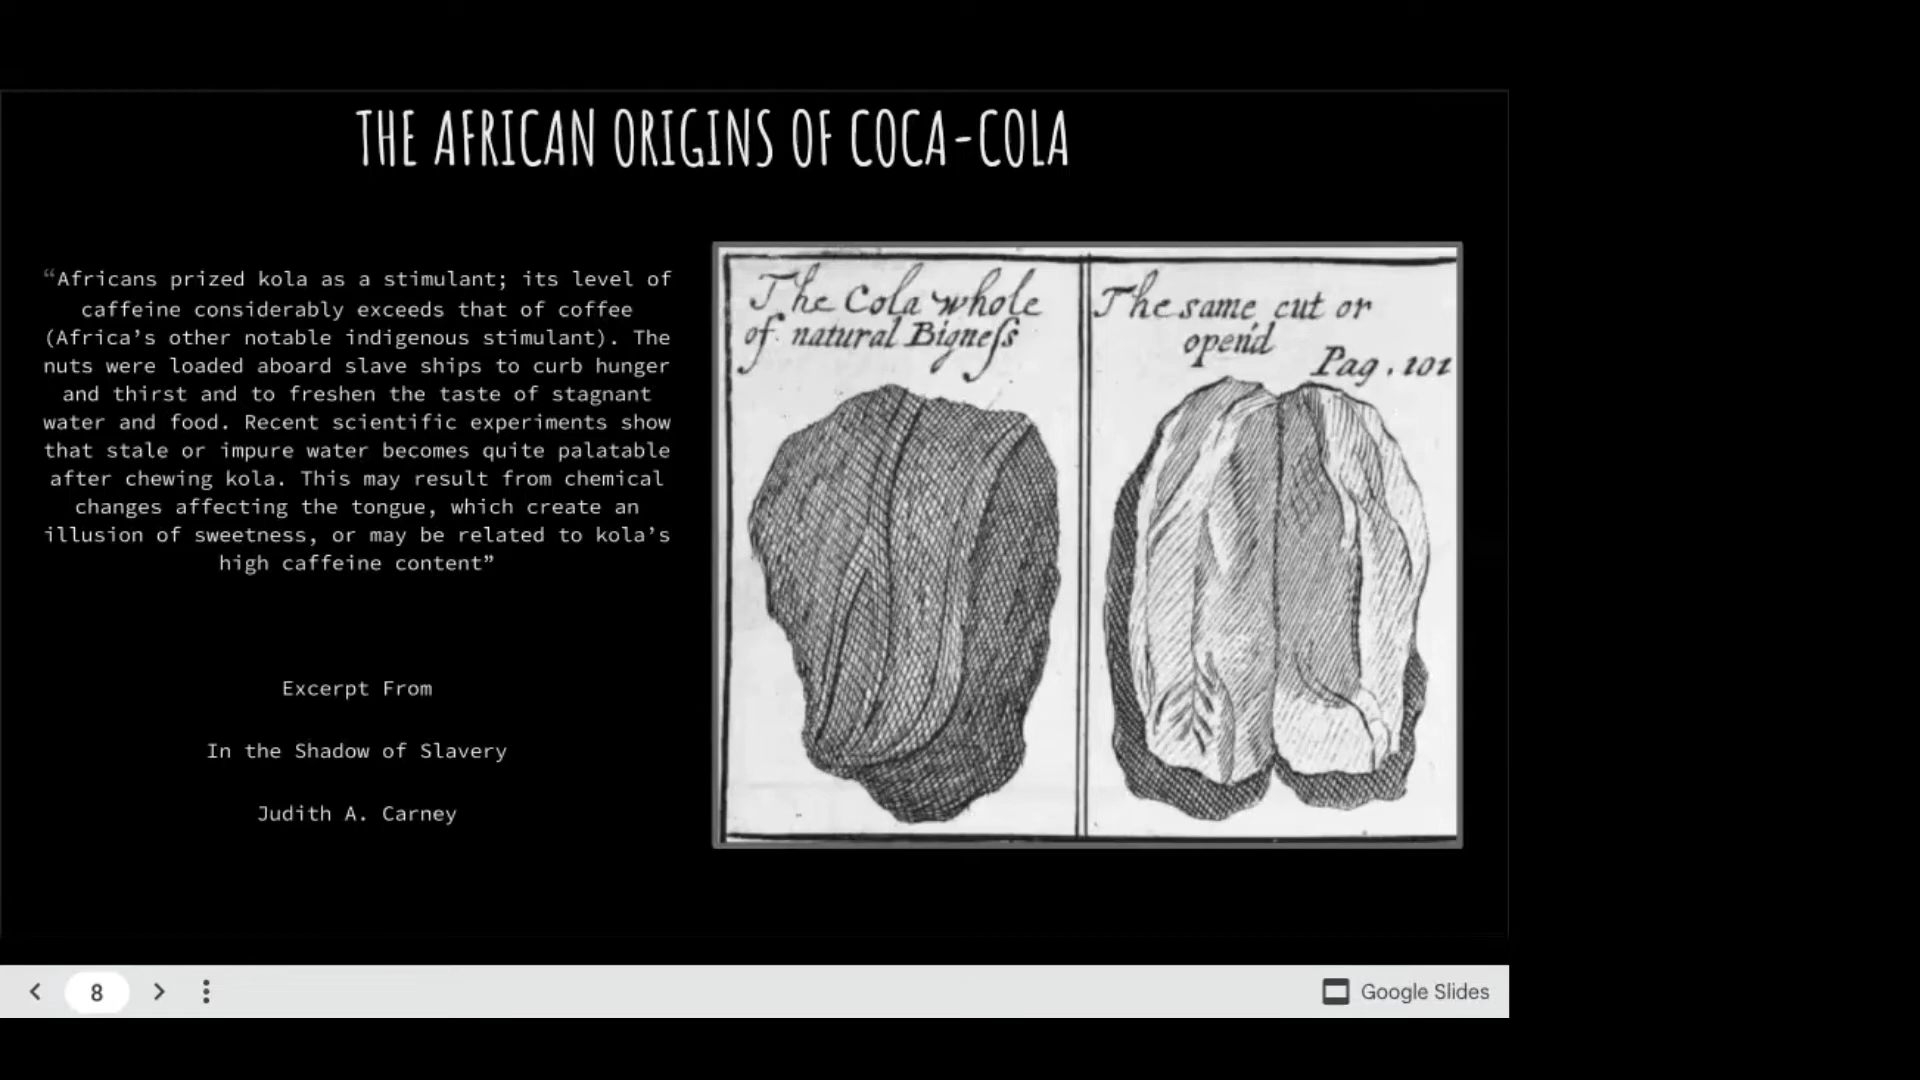 THE AFRICAN ORIGINS OF COCA-COLA
“Africans prized kola as a stimulant; its level of
caffeine considerably exceeds that of coffee
(Africa’s other notable indigenous stimulant). The
nuts were loaded aboard slave ships to curb hunger
and thirst and to freshen the taste of stagnant
water and food. Recent scientific experiments show
that stale or impure water becomes quite palatable
after chewing kola. This may result from chemical
changes affecting the tongue, which create an
illusion of sweetness, or may be related to kola’s
high caffeine content”
Excerpt From
In the Shadow of Slavery
Judith A. Carney
The Cola whole
of natural Bigneſs
The same cut or
open'd
Pag. 101
8
Google Slides